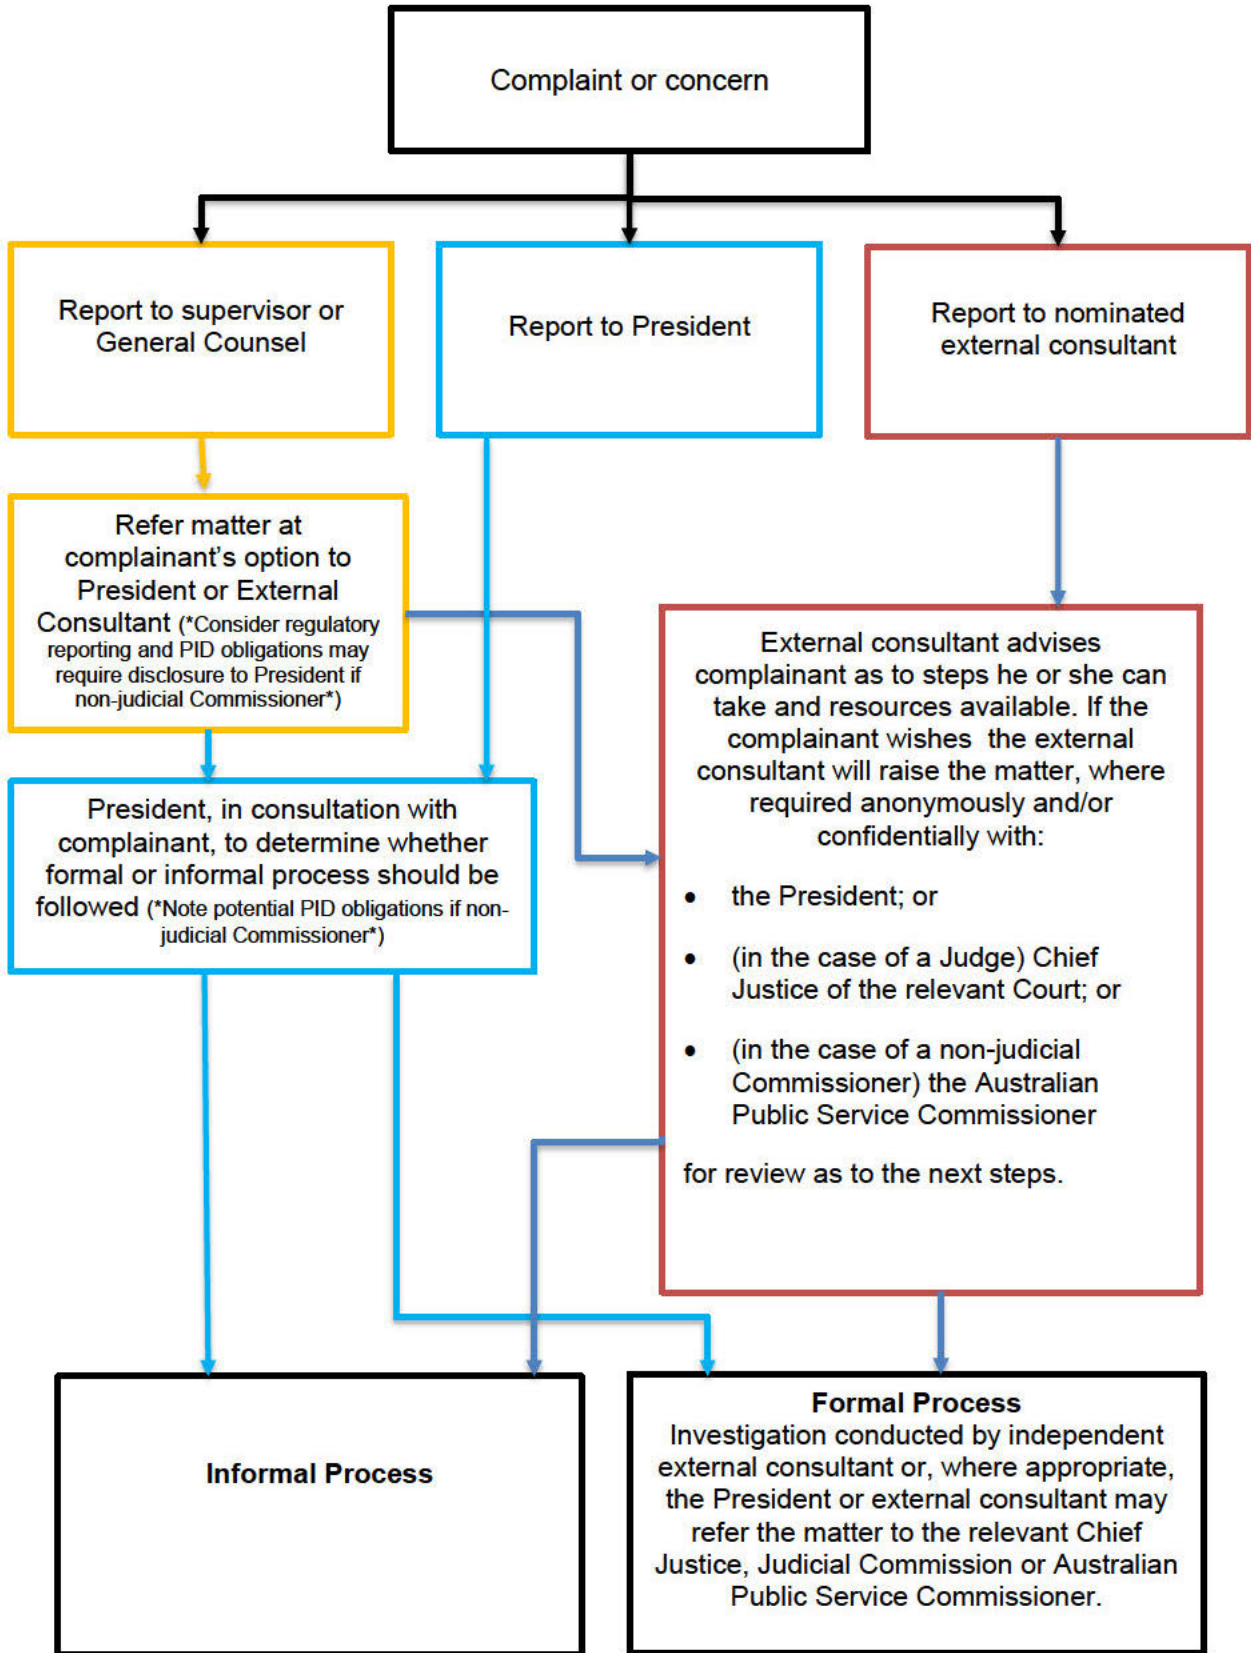 Complaint or concern
Report to supervisor or
General Counsel
Report to President
Report to nominated
external consultant
Refer matter at
complainant’s option to
President or External
Consultant (*Consider regulatory
reporting and PID obligations may
require disclosure to President if
non-judicial Commissioner*)
President, in consultation with
complainant, to determine whether
formal or informal process should be
followed (*Note potential PID obligations if non-
judicial Commissioner*)
External consultant advises
complainant as to steps he or she can
take and resources available. If the
complainant wishes the external
consultant will raise the matter, where
required anonymously and/or
confidentially with:
• the President; or
• (in the case of a Judge) Chief
Justice of the relevant Court; or
• (in the case of a non-judicial
Commissioner) the Australian
Public Service Commissioner
for review as to the next steps.
Informal Process
Formal Process
Investigation conducted by independent
external consultant or, where appropriate,
the President or external consultant may
refer the matter to the relevant Chief
Justice, Judicial Commission or Australian
Public Service Commissioner.